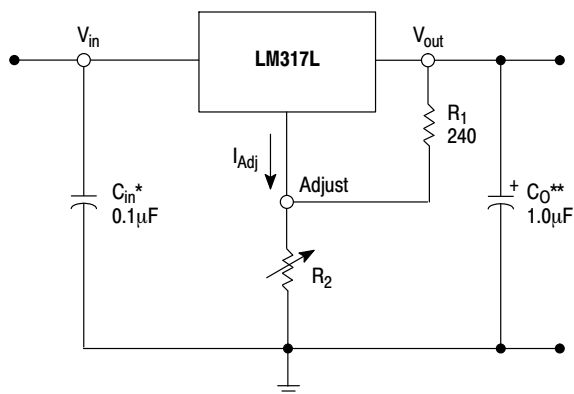 V_in
LM317L
V_out
R_1
240
I_Adj
Adjust
C_in*
0.1μF
+
C_O**
1.0μF
R_2